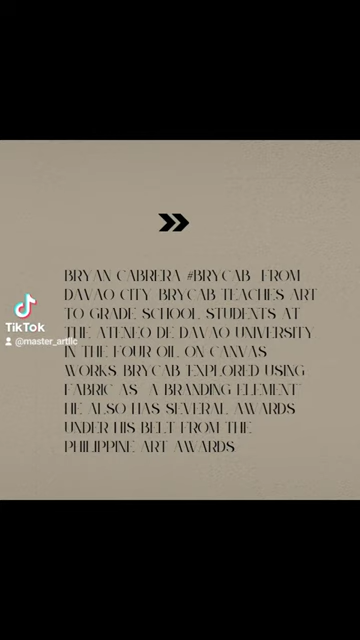 BRYAN CABRERA #BRYCAB FROM
DAVAO CITY BRYCAB TEACHES ART
TO GRADE SCHOOL STUDENTS AT
THE ATENEO DE DAVAO UNIVERSITY
IN THE FOUR OIL ON CANVAS
WORKS BRYCAB EXPLORED USING
FABRIC AS A BRANDING ELEMENT
HE ALSO HAS SEVERAL AWARDS
UNDER HIS BELT FROM THE
PHILIPPINE ART AWARDS
TikTok
@master_artflc